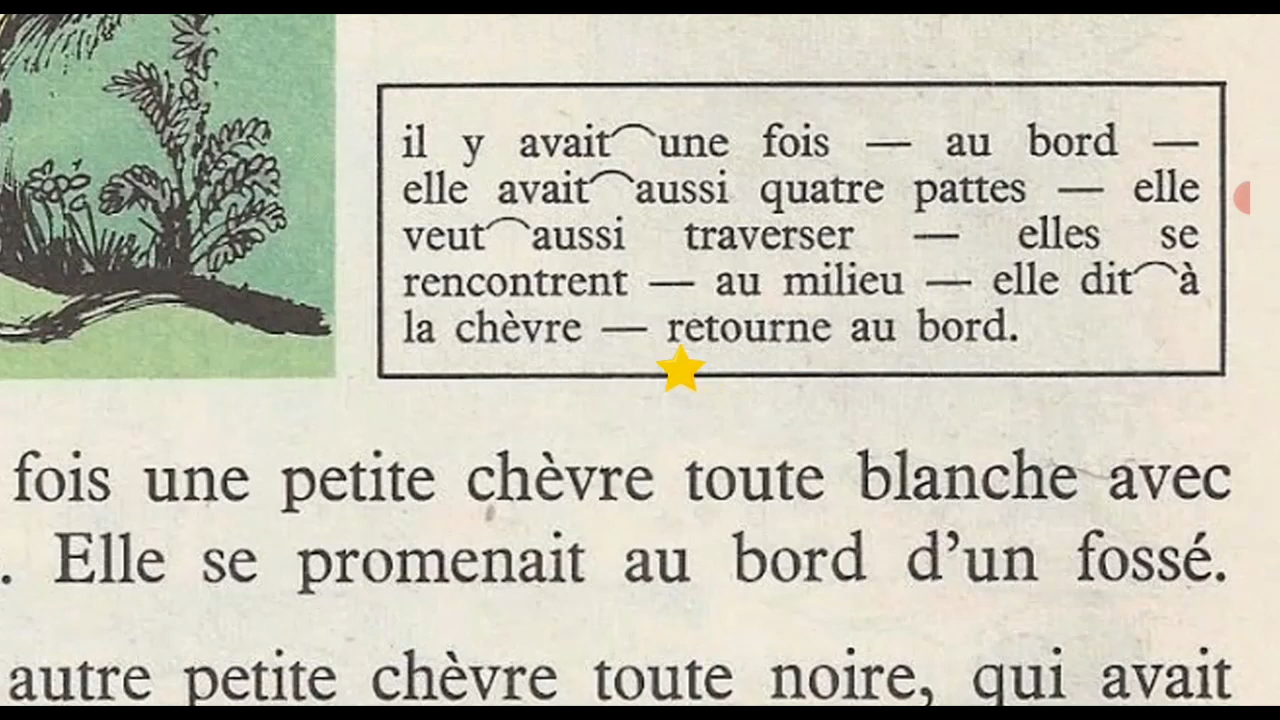 il y avait une fois — au bord —
elle avait aussi quatre pattes — elle
veut aussi traverser — elles se
rencontrent — au milieu — elle dit à
la chèvre — retourne au bord.
fois une petite chèvre toute blanche avec
. Elle se promenait au bord d'un fossé.
autre petite chèvre toute noire, qui avait